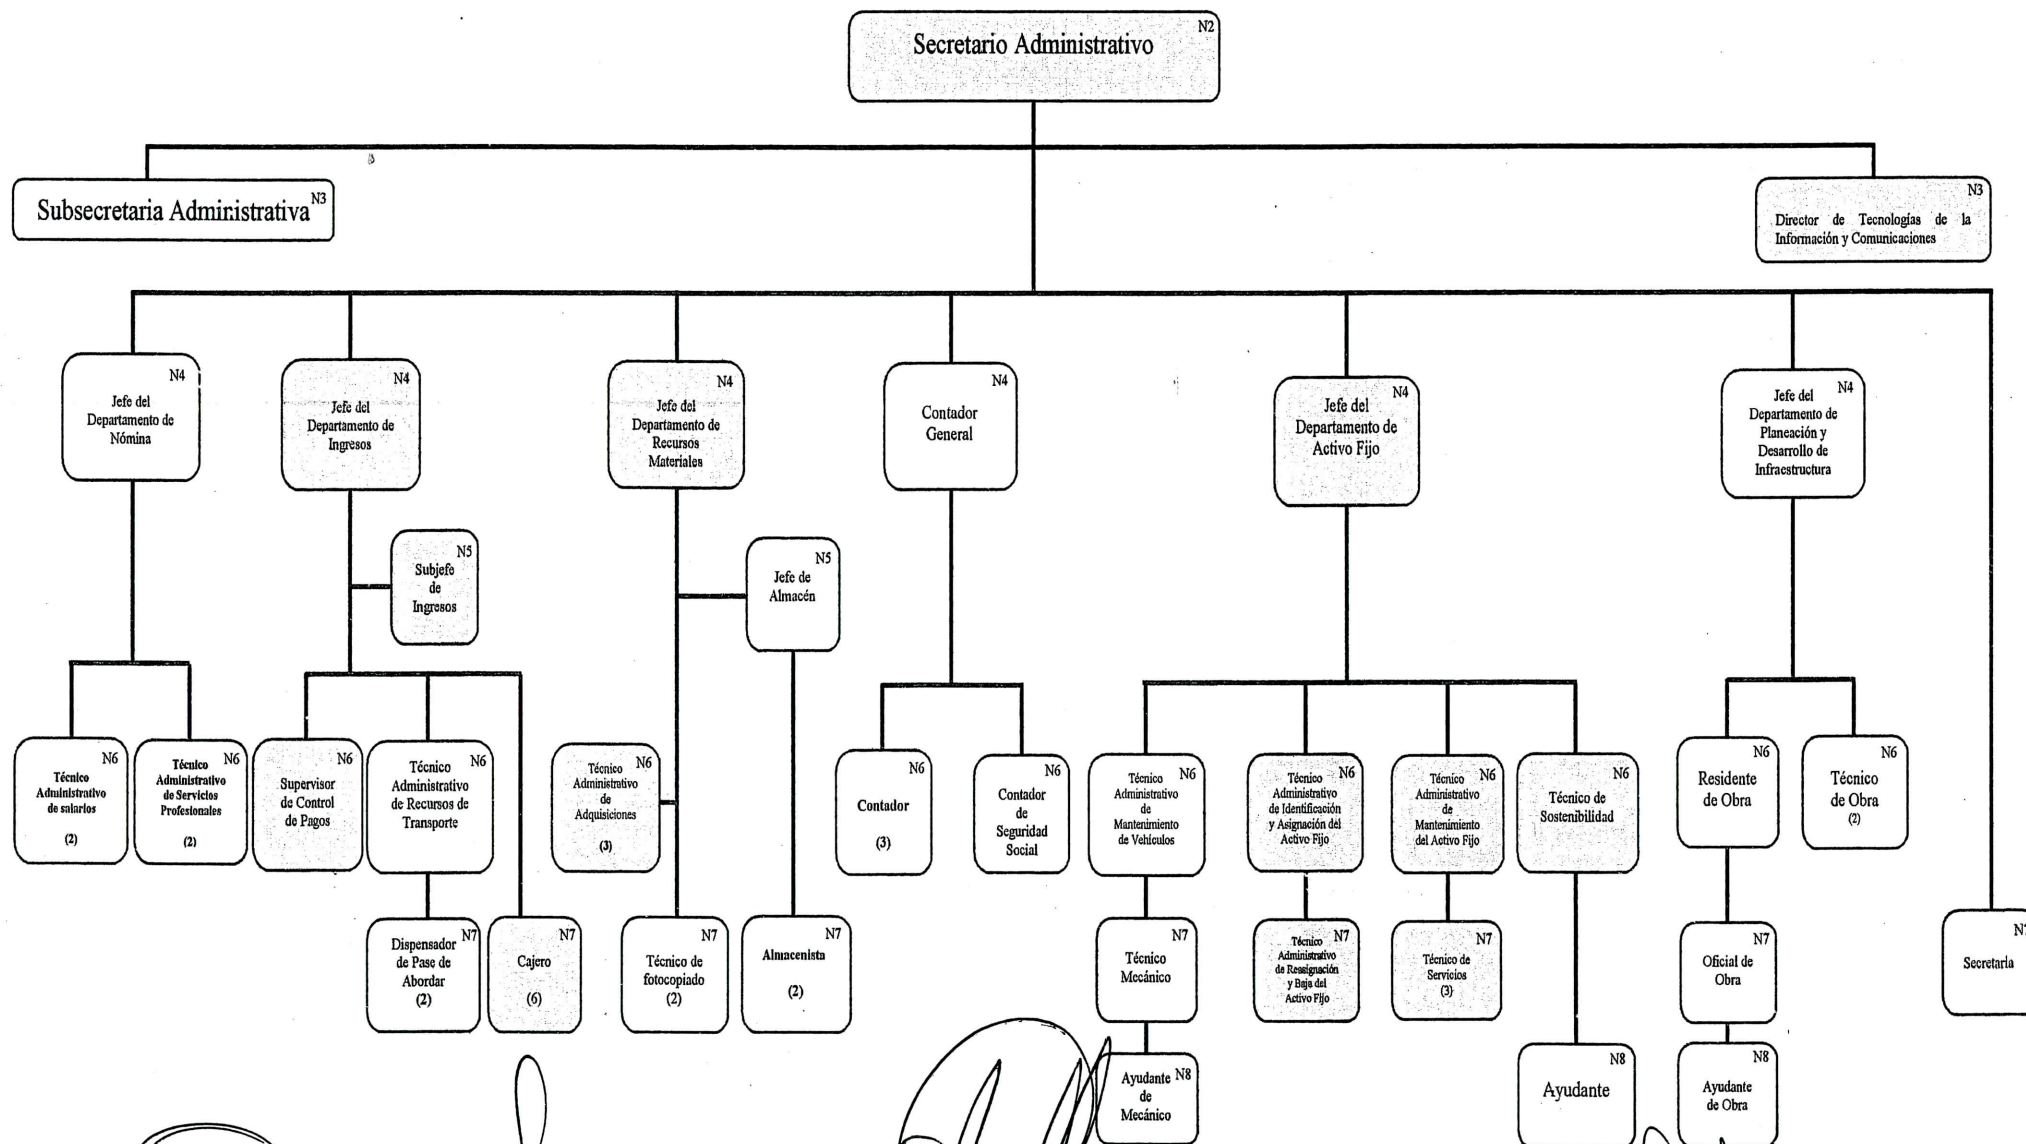 N2
Secretario Administrativo
Subsecretaria Administrativa N3
N3
Director de Tecnologías de la
Información y Comunicaciones
N4
Jefe del
Departamento de
Nómina
N4
Jefe del
Departamento de
Ingresos
N4
Jefe del
Departamento de
Recursos
Materiales
N4
Contador
General
N4
Jefe del
Departamento de
Activo Fijo
N4
Jefe del
Departamento de
Planeación y
Desarrollo de
Infraestructura
N5
Subjefe
de
Ingresos
N5
Jefe de
Almacén
N6
Técnico
Administrativo
de salarios
(2)
N6
Técnico
Administrativo
de Servicios
Profesionales
(2)
N6
Supervisor
de Control
de Pagos
N6
Técnico
Administrativo
de Recursos de
Transporte
N6
Técnico
Administrativo
de
Adquisiciones
(3)
N6
Contador
(3)
N6
Contador
de
Seguridad
Social
N6
Técnico
Administrativo
de
Mantenimiento
de Vehículos
N6
Técnico
Administrativo
de Identificación
y Asignación del
Activo Fijo
N6
Técnico
Administrativo
de
Mantenimiento
del Activo Fijo
N6
Técnico de
Sostenibilidad
N6
Residente
de Obra
N6
Técnico
de Obra
(2)
N7
Dispensador
de Pase de
Abordar
(2)
N7
Cajero
(6)
N7
Técnico de
fotocopiado
(2)
N7
Almacenista
(2)
N7
Técnico
Mecánico
N7
Técnico
Administrativo
de Reasignación
y Baja del
Activo Fijo
N7
Técnico de
Servicios
(3)
N7
Oficial de
Obra
Secretaria
Ayudante N8
de
Mecánico
N8
Ayudante
N8
Ayudante
de Obra